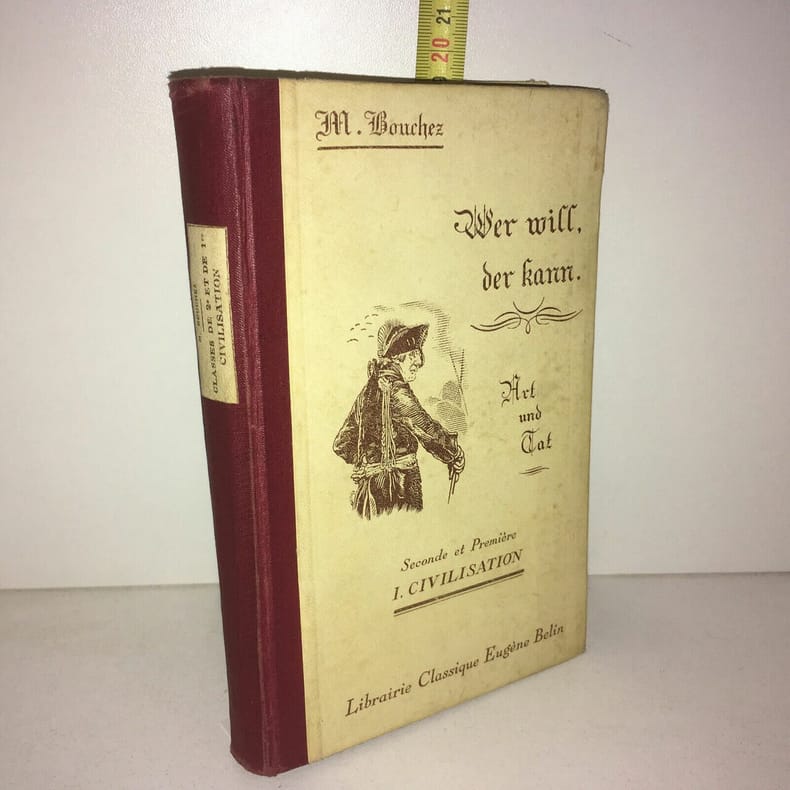 M. Bouchez
Wer will,
der kann.
Art
und
Tat
Seconde et Première
I. CIVILISATION
Librairie Classique Eugène Belin
M. BOUCHEZ
CLASSES DE 2e ET DE 1re
CIVILISATION
20
21